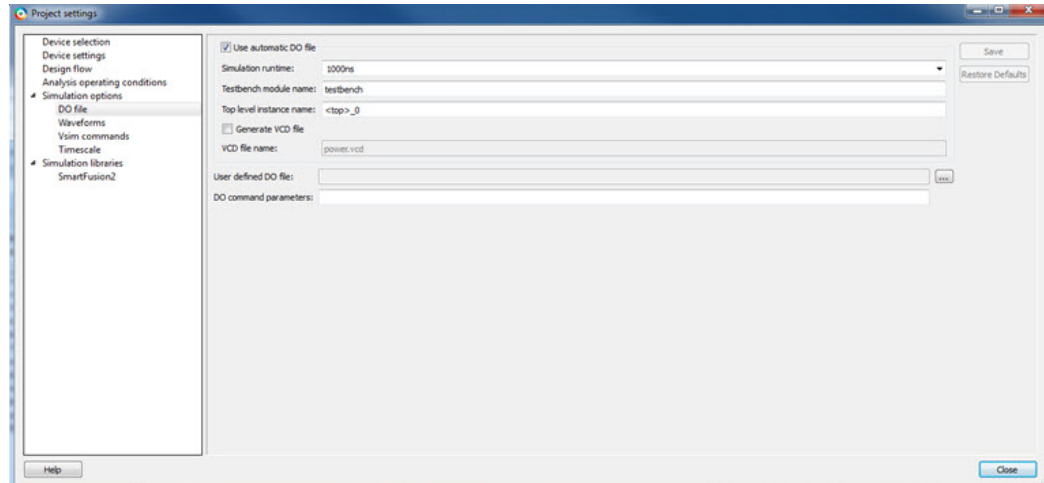 Project settings
Device selection
Device settings
Design flow
Analysis operating conditions
Simulation options
DO file
Waveforms
Vsim commands
Timescale
Simulation libraries
SmartFusion2
Use automatic DO file
Simulation runtime: 1000ns
Testbench module name: testbench
Top level instance name: <top>_0
Generate VCD file
VCD file name: power.vcd
User defined DO file: ...
DO command parameters:
Save
Restore Defaults
Help
Close